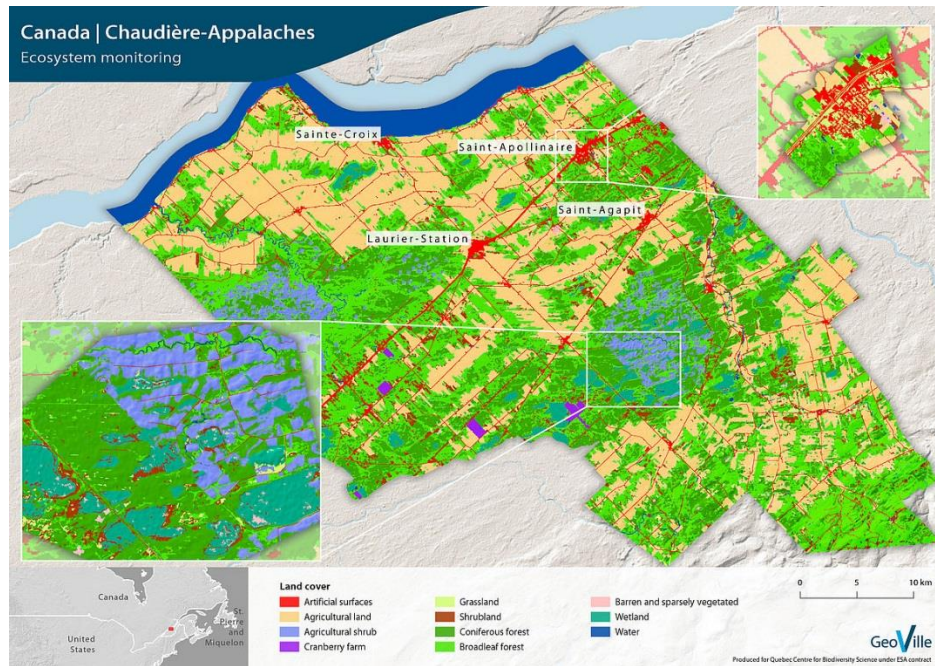 Canada | Chaudière-Appalaches
Ecosystem monitoring
Sainte-Croix
Saint-Apollinaire
Saint-Agapit
Laurier-Station
Canada
United
States
St.
Pierre
and
Miquelon
Land cover
Artificial surfaces
Agricultural land
Agricultural shrub
Cranberry farm
Grassland
Shrubland
Coniferous forest
Broadleaf forest
Barren and sparsely vegetated
Wetland
Water
0 5 10 km
GeoVille
Produced for Quebec Centre for Biodiversity Science under ESA contract